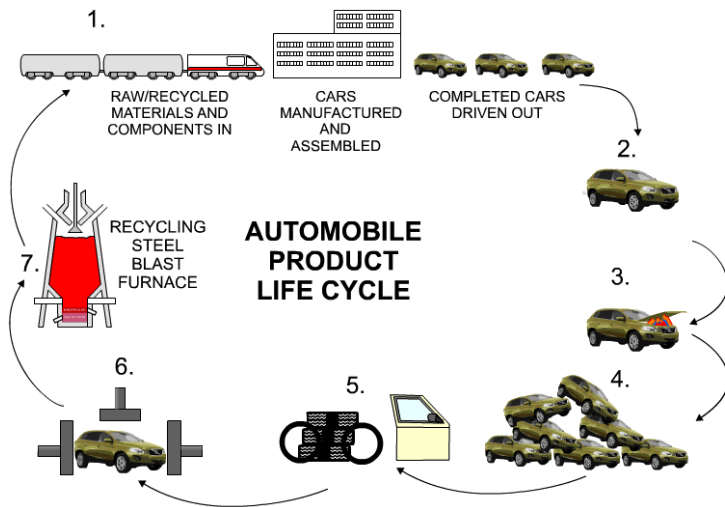 1.
RAW/RECYCLED
MATERIALS AND
COMPONENTS IN
CARS
MANUFACTURED
AND
ASSEMBLED
COMPLETED CARS
DRIVEN OUT
2.
3.
4.
5.
6.
7.
RECYCLING
STEEL
BLAST
FURNACE
AUTOMOBILE
PRODUCT
LIFE CYCLE